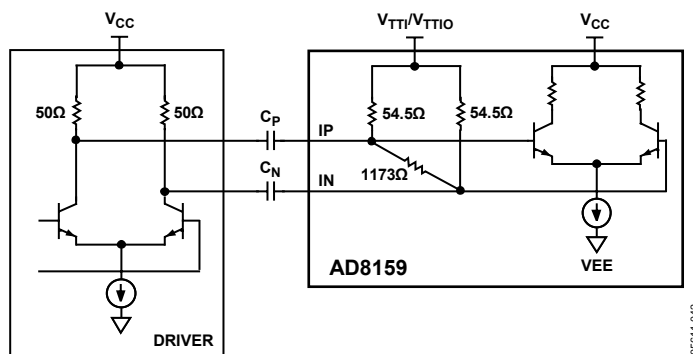 VCC
VTTI/VTTIO
VCC
50Ω
50Ω
54.5Ω
54.5Ω
CP
IP
1173Ω
CN
IN
AD8159
VEE
DRIVER